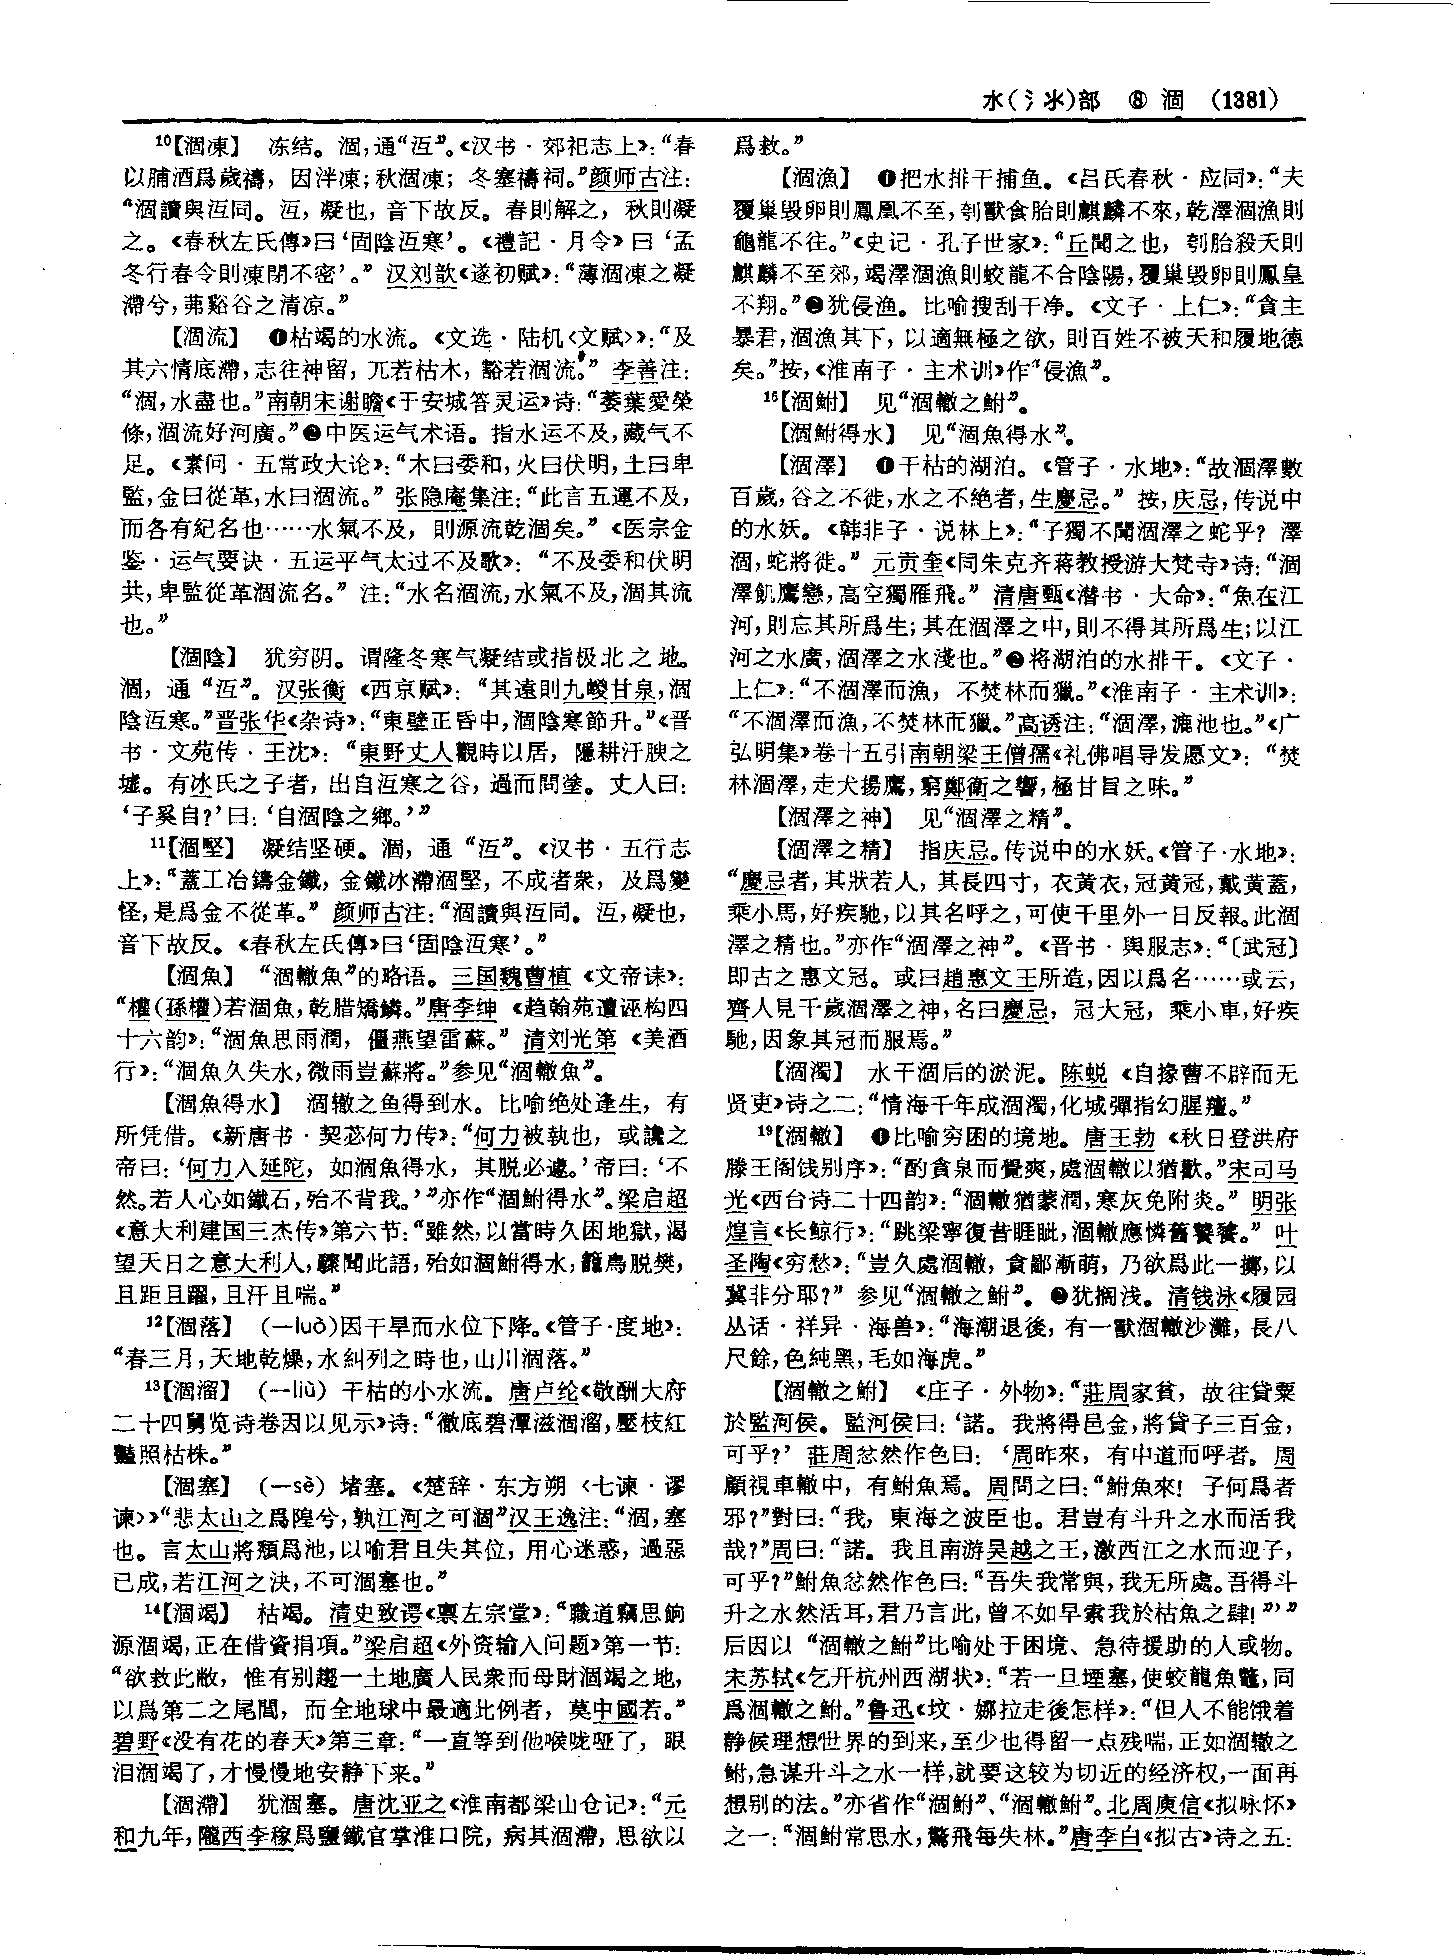 水(氵氺)部 ⑧ 涸 (1381)
10【涸凍】 冻结。涸,通“沍”。《汉书·郊祀志上》:“春
以脯酒爲歲禱,因泮凍;秋涸凍;冬塞禱祠。”颜师古注:
“涸讀與沍同。沍,凝也,音下故反。春則解之,秋則凝
之。《春秋左氏傳》曰‘固陰沍寒’。《禮記·月令》曰‘孟
冬行春令則凍閉不密’。”汉刘歆《遂初赋》:“薄涸凍之凝
滯兮,茀谿谷之清凉。”
【涸流】 ❶枯竭的水流。《文选·陆机〈文赋〉》:“及
其六情底滯,志往神留,兀若枯木,豁若涸流。”李善注:
“涸,水盡也。”南朝宋谢瞻《于安城答灵运》诗:“萎葉愛榮
條,涸流好河廣。”❷中医运气术语。指水运不及,藏气不
足。《素问·五常政大论》:“木曰委和,火曰伏明,土曰卑
監,金曰從革,水曰涸流。”张隐庵集注:“此言五運不及,
而各有紀名也……水氣不及,則源流乾涸矣。”《医宗金
鉴·运气要诀·五运平气太过不及歌》:“不及委和伏明
共,卑監從革涸流名。”注:“水名涸流,水氣不及,涸其流
也。”
【涸陰】 犹穷阴。谓隆冬寒气凝结或指极北之地。
涸,通“沍”。汉张衡《西京赋》:“其遠則九嵕甘泉,涸
陰沍寒。”晋张华《杂诗》:“東壁正昏中,涸陰寒節升。”《晋
书·文苑传·王沈》:“東野丈人觀時以居,隱耕汙腴之
墟。有冰氏之子者,出自沍寒之谷,過而問塗。丈人曰:
‘子奚自?’曰:‘自涸陰之鄉。’”
11【涸堅】 凝结坚硬。涸,通“沍”。《汉书·五行志
上》:“蓋工冶鑄金鐵,金鐵冰滯涸堅,不成者衆,及爲變
怪,是爲金不從革。”颜师古注:“涸讀與沍同。沍,凝也,
音下故反。《春秋左氏傳》曰‘固陰沍寒’。”
【涸魚】 “涸轍魚”的略语。三国魏曹植《文帝诔》:
“權(孫權)若涸魚,乾腊矯鱗。”唐李绅《趋翰苑遭诬构四
十六韵》:“涸魚思雨潤,僵燕望雷蘇。”清刘光第《美酒
行》:“涸魚久失水,微雨豈蘇將。”参见“涸轍魚”。
【涸魚得水】 涸辙之鱼得到水。比喻绝处逢生,有
所凭借。《新唐书·契苾何力传》:“何力被執也,或讒之
帝曰:‘何力入延陀,如涸魚得水,其脱必遽。’帝曰:‘不
然。若人心如鐵石,殆不背我。’”亦作“涸鮒得水”。梁启超
《意大利建国三杰传》第六节:“雖然,以當時久困地獄,渴
望天日之意大利人,驟聞此語,殆如涸鮒得水,籠鳥脱樊,
且距且躍,且汗且喘。”
12【涸落】 (—luò)因干旱而水位下降。《管子·度地》:
“春三月,天地乾燥,水糾列之時也,山川涸落。”
13【涸溜】 (—liù) 干枯的小水流。唐卢纶《敬酬大府
二十四舅览诗卷因以见示》诗:“徹底碧潭滋涸溜,壓枝紅
豔照枯株。”
【涸塞】 (—sè) 堵塞。《楚辞·东方朔〈七谏·谬
谏〉》“悲太山之爲隍兮,孰江河之可涸”汉王逸注:“涸,塞
也。言太山將頹爲池,以喻君且失其位,用心迷惑,過惡
已成,若江河之決,不可涸塞也。”
14【涸竭】 枯竭。清史致谔《禀左宗堂》:“職道竊思餉
源涸竭,正在借資捐項。”梁启超《外资输入问题》第一节:
“欲救此敝,惟有别趨一土地廣人民衆而母財涸竭之地,
以爲第二之尾閭,而全地球中最適此例者,莫中國若。”
碧野《没有花的春天》第三章:“一直等到他喉咙哑了,眼
泪涸竭了,才慢慢地安静下来。”
【涸滯】 犹涸塞。唐沈亚之《淮南都梁山仓记》:“元
和九年,隴西李稼爲鹽鐵官掌淮口院,病其涸滯,思欲以
爲救。”
【涸漁】 ❶把水排干捕鱼。《吕氏春秋·应同》:“夫
覆巢毁卵則鳳凰不至,刳獸食胎則麒麟不來,乾澤涸漁則
龜龍不往。”《史记·孔子世家》:“丘聞之也,刳胎殺夭則
麒麟不至郊,竭澤涸漁則蛟龍不合陰陽,覆巢毁卵則鳳皇
不翔。”❷犹侵渔。比喻搜刮干净。《文子·上仁》:“貪主
暴君,涸漁其下,以適無極之欲,則百姓不被天和履地德
矣。”按,《淮南子·主术训》作“侵漁”。
16【涸鮒】 见“涸轍之鮒”。
【涸鮒得水】 见“涸魚得水”。
【涸澤】 ❶干枯的湖泊。《管子·水地》:“故涸澤數
百歲,谷之不徙,水之不絶者,生慶忌。”按,庆忌,传说中
的水妖。《韩非子·说林上》:“子獨不聞涸澤之蛇乎?澤
涸,蛇將徙。”元贡奎《同朱克齐蒋教授游大梵寺》诗:“涸
澤飢鷹戀,高空獨雁飛。”清唐甄《潜书·大命》:“魚在江
河,則忘其所爲生;其在涸澤之中,則不得其所爲生;以江
河之水廣,涸澤之水淺也。”❷将湖泊的水排干。《文子·
上仁》:“不涸澤而漁,不焚林而獵。”《淮南子·主术训》:
“不涸澤而漁,不焚林而獵。”高诱注:“涸澤,漉池也。”《广
弘明集》卷十五引南朝梁王僧孺《礼佛唱导发愿文》:“焚
林涸澤,走犬揚鷹,窮鄭衛之響,極甘旨之味。”
【涸澤之神】 见“涸澤之精”。
【涸澤之精】 指庆忌。传说中的水妖。《管子·水地》:
“慶忌者,其狀若人,其長四寸,衣黄衣,冠黄冠,戴黄蓋,
乘小馬,好疾馳,以其名呼之,可使千里外一日反報。此涸
澤之精也。”亦作“涸澤之神”。《晋书·舆服志》:“〔武冠〕
即古之惠文冠。或曰趙惠文王所造,因以爲名……或云,
齊人見千歲涸澤之神,名曰慶忌,冠大冠,乘小車,好疾
馳,因象其冠而服焉。”
【涸濁】 水干涸后的淤泥。陈蜕《自掾曹不辟而无
贤吏》诗之二:“情海千年成涸濁,化城彈指幻腥羶。”
19【涸轍】 ❶比喻穷困的境地。唐王勃《秋日登洪府
滕王阁饯别序》:“酌貪泉而覺爽,處涸轍以猶歡。”宋司马
光《西台诗二十四韵》:“涸轍猶蒙潤,寒灰免附炎。”明张
煌言《长鲸行》:“跳梁寧復昔睚眦,涸轍應憐舊饕餮。”叶
圣陶《穷愁》:“豈久處涸轍,貪鄙漸萌,乃欲爲此一擲,以
冀非分耶?”参见“涸轍之鮒”。❷犹搁浅。清钱泳《履园
丛话·祥异·海兽》:“海潮退後,有一獸涸轍沙灘,長八
尺餘,色純黑,毛如海虎。”
【涸轍之鮒】 《庄子·外物》:“莊周家貧,故往貸粟
於監河侯。監河侯曰:‘諾。我將得邑金,將貸子三百金,
可乎?’莊周忿然作色曰:‘周昨來,有中道而呼者。周
顧視車轍中,有鮒魚焉。周問之曰:“鮒魚來!子何爲者
邪?”對曰:“我,東海之波臣也。君豈有斗升之水而活我
哉?”周曰:“諾。我且南游吴越之王,激西江之水而迎子,
可乎?”鮒魚忿然作色曰:“吾失我常與,我无所處。吾得斗
升之水然活耳,君乃言此,曾不如早索我於枯魚之肆!”’”
后因以“涸轍之鮒”比喻处于困境、急待援助的人或物。
宋苏轼《乞开杭州西湖状》:“若一旦堙塞,使蛟龍魚鼈,同
爲涸轍之鮒。”鲁迅《坟·娜拉走後怎样》:“但人不能饿着
静候理想世界的到来,至少也得留一点残喘,正如涸辙之
鲋,急谋升斗之水一样,就要这较为切近的经济权,一面再
想别的法。”亦省作“涸鮒”、“涸轍鮒”。北周庾信《拟咏怀》
之一:“涸鮒常思水,驚飛每失林。”唐李白《拟古》诗之五: